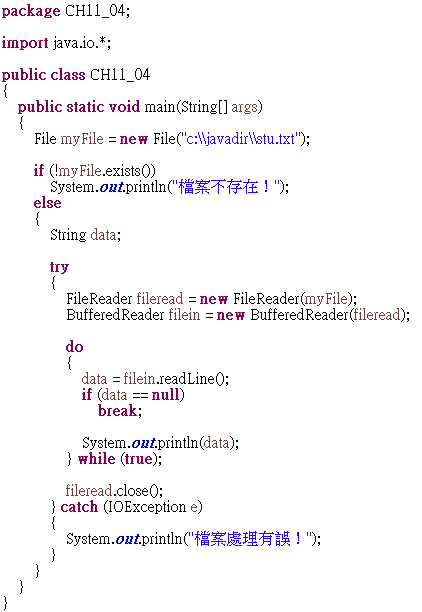 package CH11_04;
import java.io.*;
public class CH11_04
{
public static void main(String[] args)
{
File myFile = new File("c:\\javadir\\stu.txt");
if (!myFile.exists())
System.out.println("檔案不存在！");
else
{
String data;
try
{
FileReader fileread = new FileReader(myFile);
BufferedReader filein = new BufferedReader(fileread);
do
{
data = filein.readLine();
if (data == null)
break;
System.out.println(data);
} while (true);
fileread.close();
} catch (IOException e)
{
System.out.println("檔案處理有誤！");
}
}
}
}